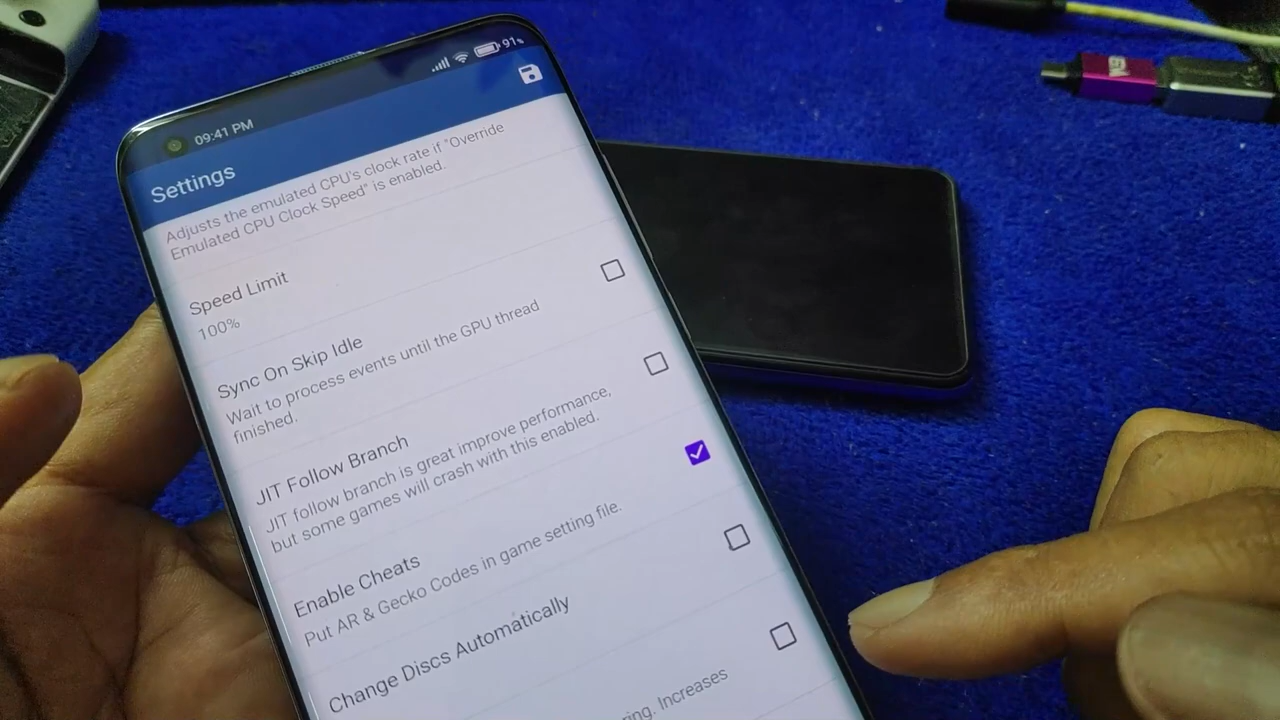 09:41 PM
91%
Settings
Adjusts the emulated CPU's clock rate if "Override
Emulated CPU Clock Speed" is enabled.
Speed Limit
100%
Sync On Skip Idle
Wait to process events until the GPU thread
finished.
JIT Follow Branch
JIT follow branch is great improve performance,
but some games will crash with this enabled.
Enable Cheats
Put AR & Gecko Codes in game setting file.
Change Discs Automatically
ring. Increases